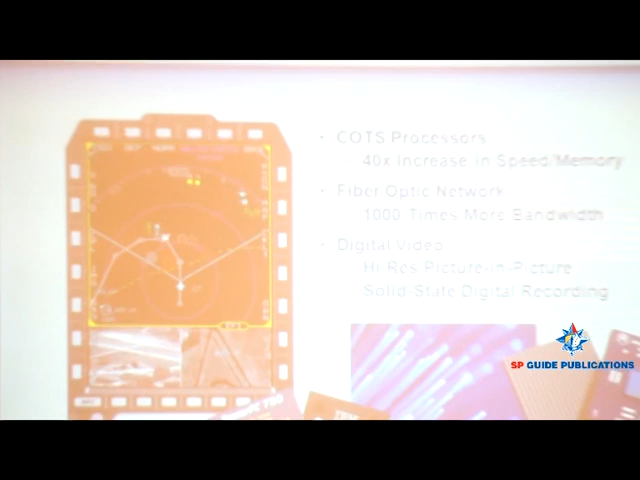 COTS Processors
40x Increase in Speed/Memory
Fiber Optic Network
1000 Times More Bandwidth
Digital Video
Hi-Res Picture-in-Picture
Solid-State Digital Recording
SP GUIDE PUBLICATIONS